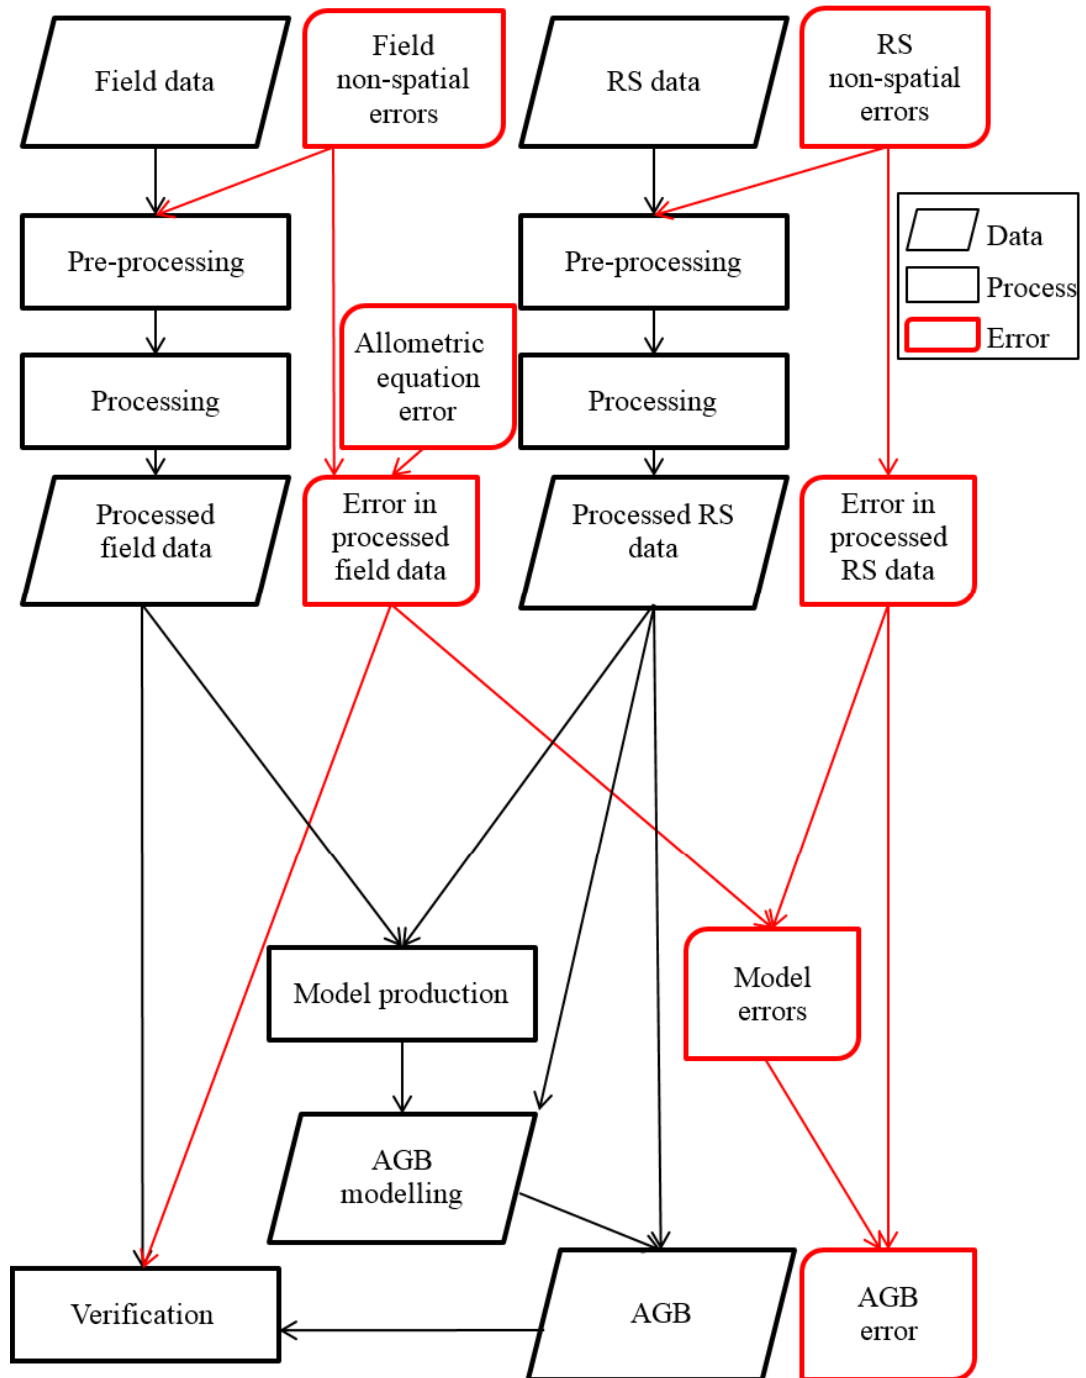 Field data
Field
non-spatial
errors
RS data
RS
non-spatial
errors
Data
Process
Error
Pre-processing
Pre-processing
Allometric
equation
error
Processing
Processing
Processed
field data
Error in
processed
field data
Processed RS
data
Error in
processed
RS data
Model production
Model
errors
AGB
modelling
Verification
AGB
AGB
error